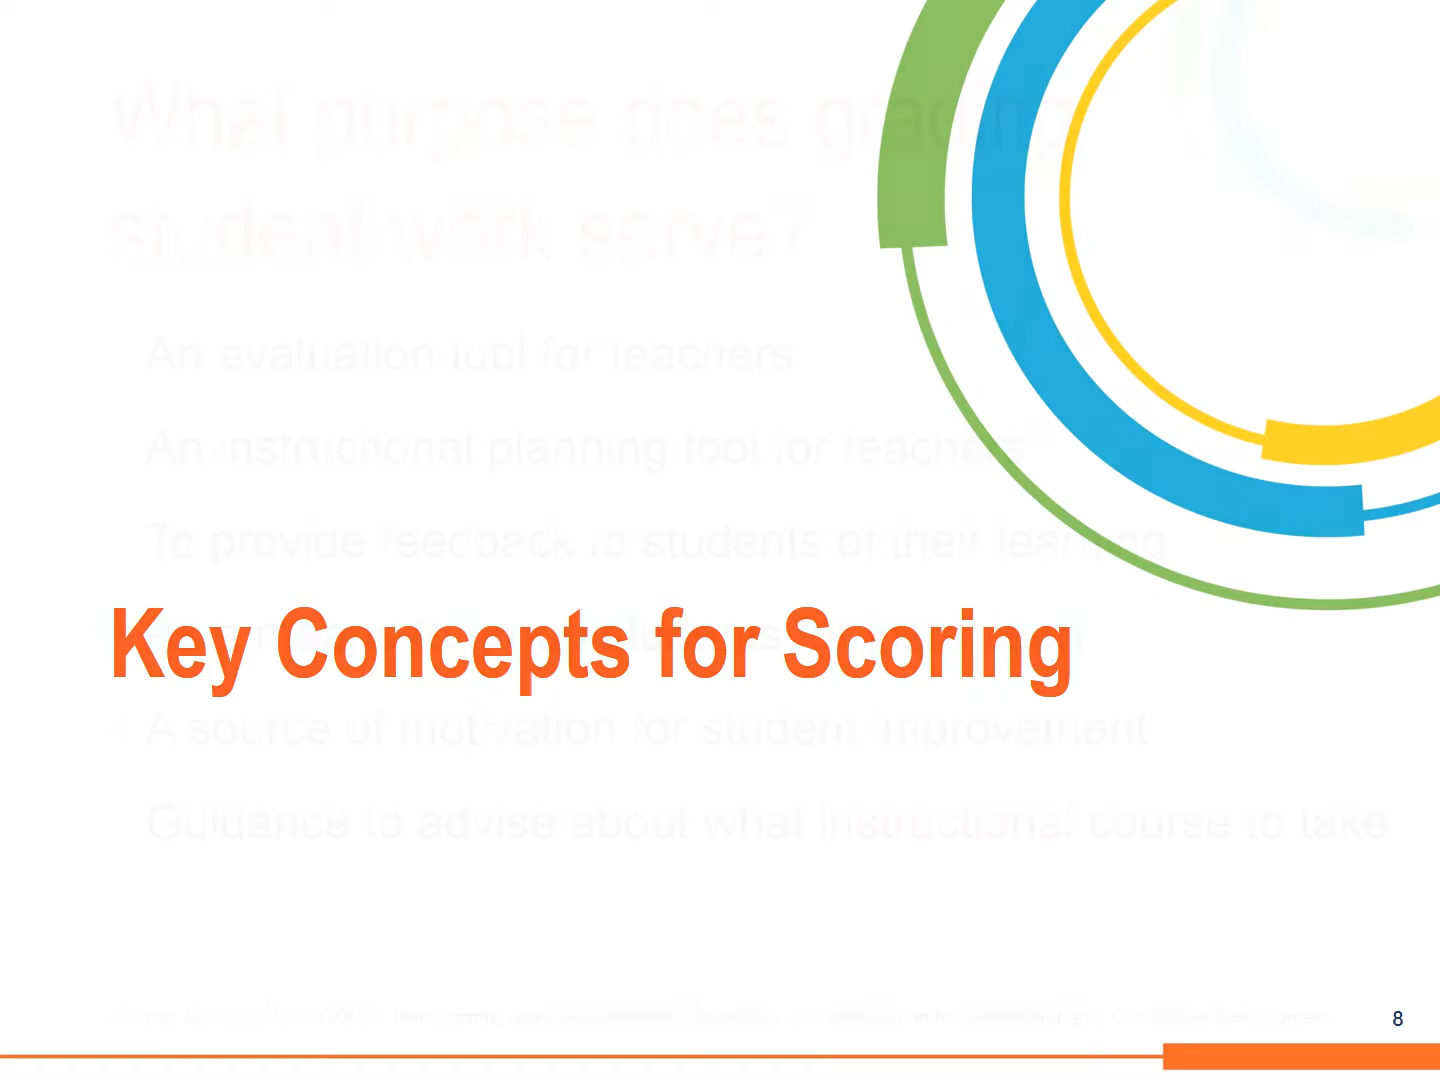 What purpose does grading
student work serve?
An evaluation tool for teachers
An instructional planning tool for teachers
To provide feedback to students of their learning
Key Concepts for Scoring
A source of motivation for student improvement
Guidance to advise about what instructional course to take
8